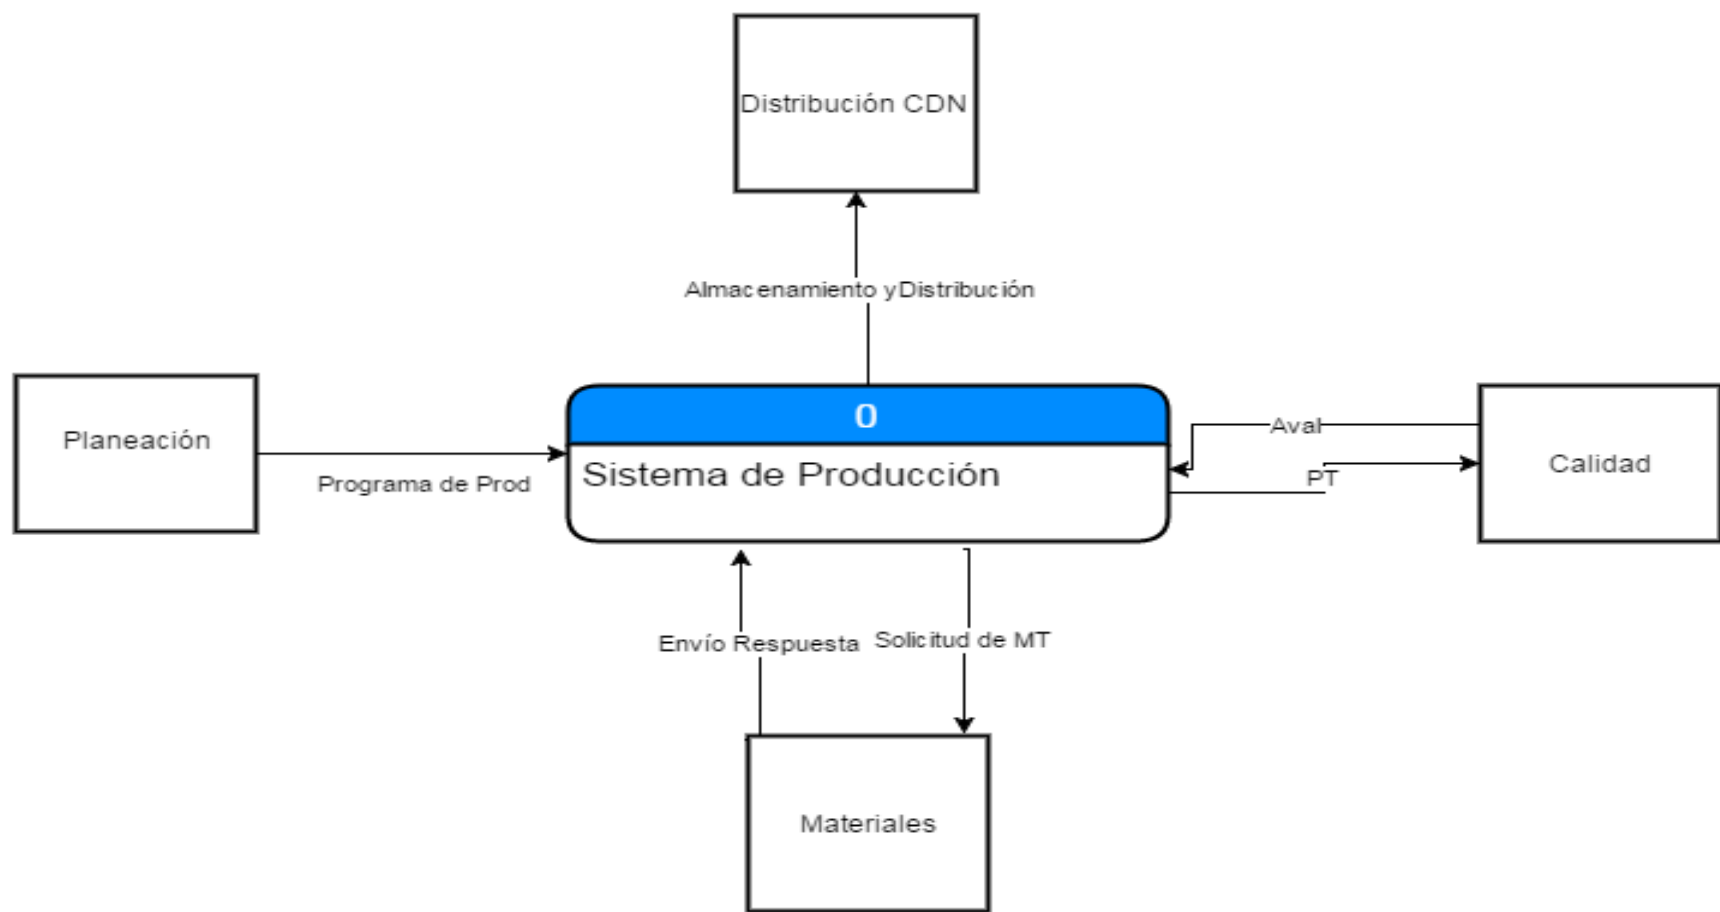 Distribución CDN
Almacenamiento y Distribución
Planeación
Programa de Prod
0
Sistema de Producción
Aval
PT
Calidad
Envío Respuesta
Solicitud de MT
Materiales